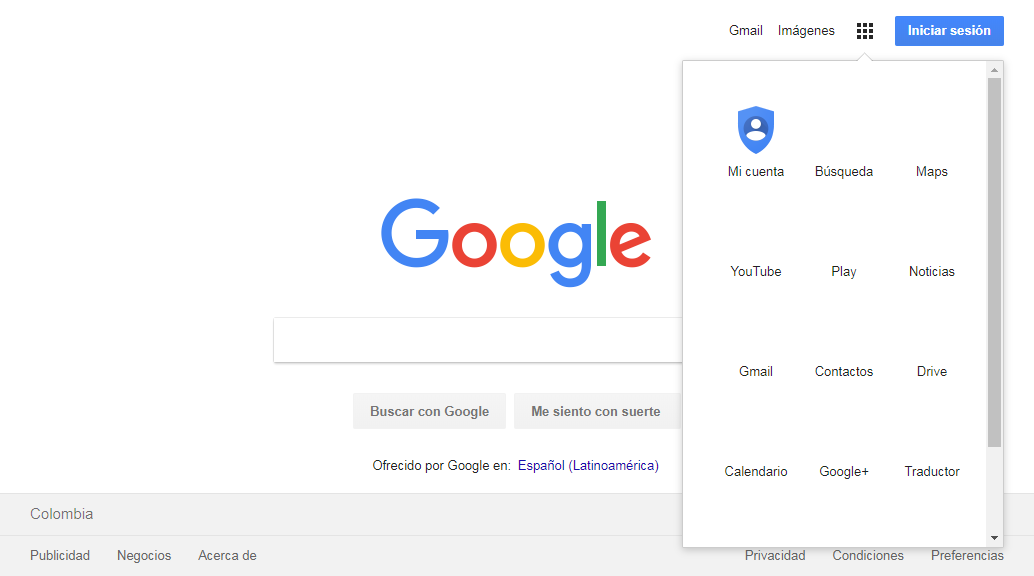 Gmail Imágenes Iniciar sesión
Mi cuenta Búsqueda Maps
YouTube Play Noticias
Gmail Contactos Drive
Calendario Google+ Traductor
Google
Buscar con Google Me siento con suerte
Ofrecido por Google en: Español (Latinoamérica)
Colombia
Publicidad Negocios Acerca de Privacidad Condiciones Preferencias